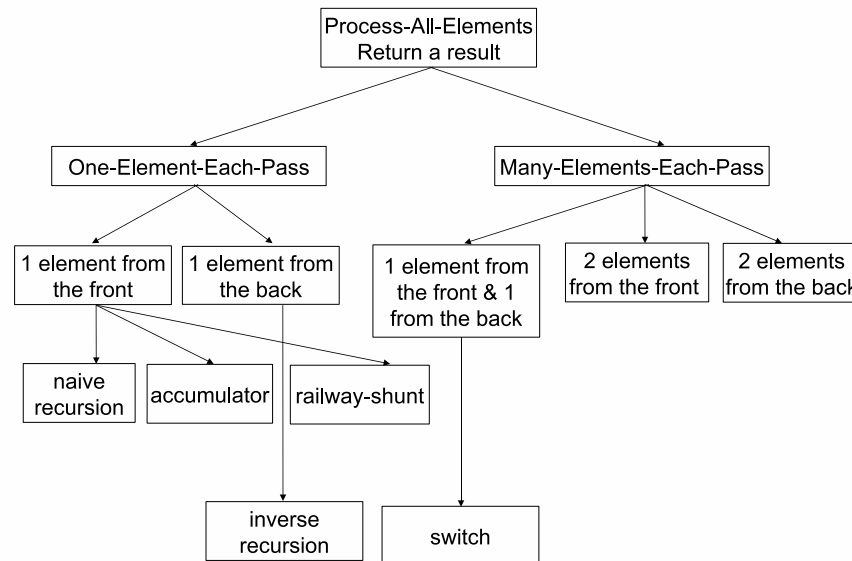 Process-All-Elements
Return a result
One-Element-Each-Pass
Many-Elements-Each-Pass
1 element from
the front
1 element from
the back
1 element from
the front & 1
from the back
2 elements
from the front
2 elements
from the back
naive
recursion
accumulator
railway-shunt
inverse
recursion
switch